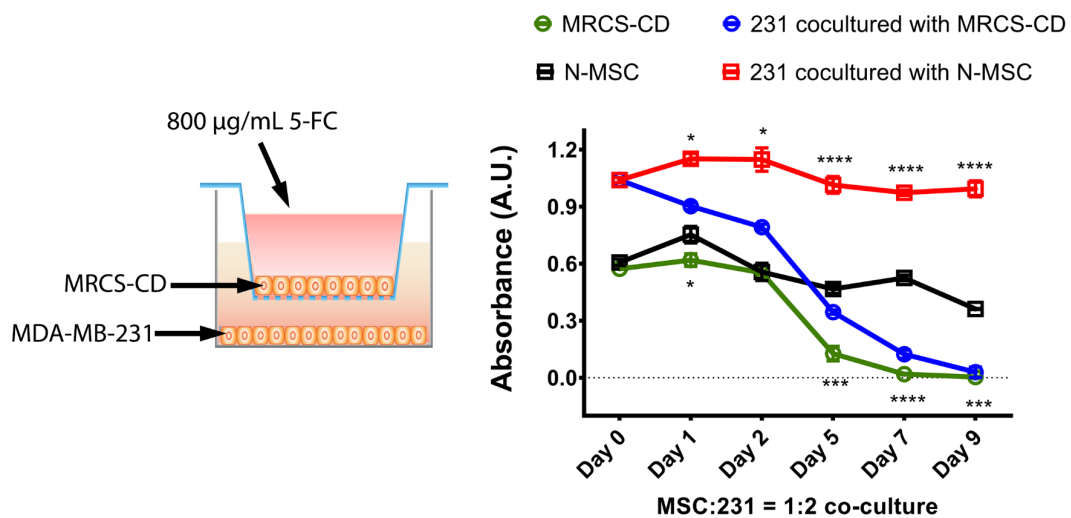 MRCS-CD
231 cocultured with MRCS-CD
N-MSC
231 cocultured with N-MSC
800 µg/mL 5-FC
MRCS-CD
MDA-MB-231
Absorbance (A.U.)
1.2
0.9
0.6
0.3
0.0
*
*
****
****
****
*
***
****
***
Day 0
Day 1
Day 2
Day 5
Day 7
Day 9
MSC:231 = 1:2 co-culture